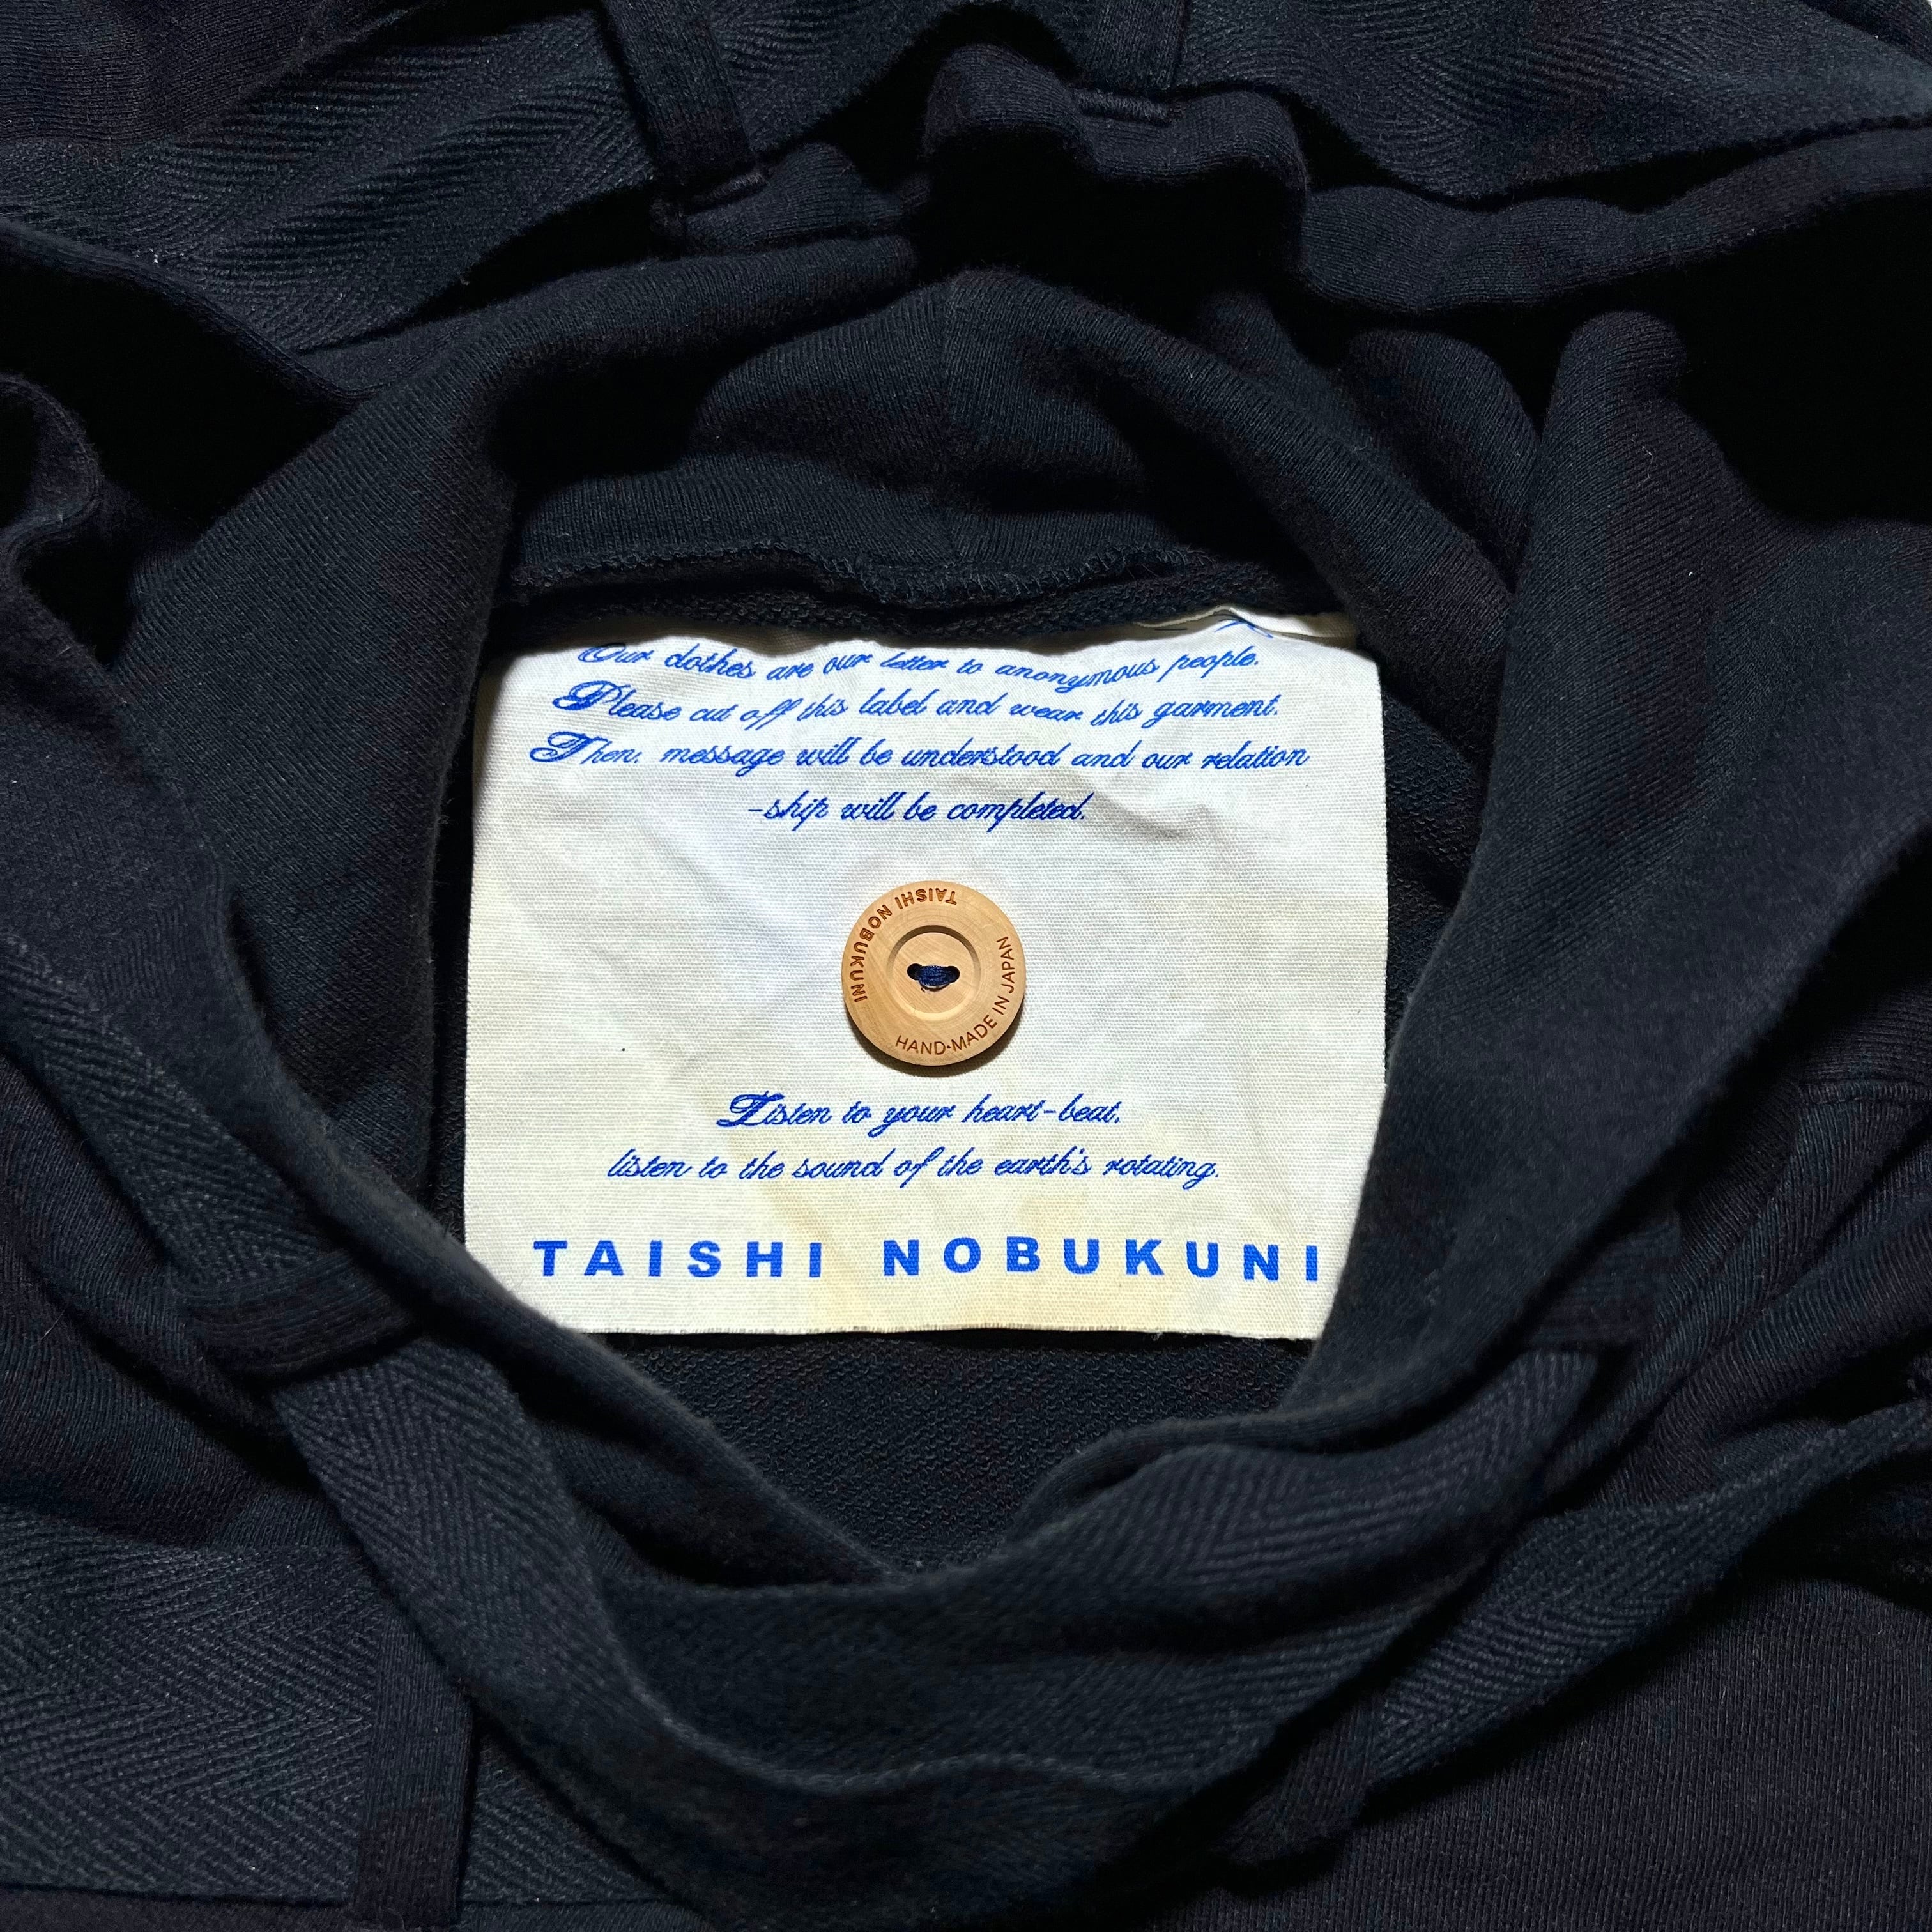 Our clothes are our letter to anonymous people.
Please cut off this label and wear this garment.
Then, message will be understood and our relation
-ship will be completed.
TAISHI NOBUKUNI
HAND·MADE IN JAPAN
Listen to your heart-beat.
listen to the sound of the earth's rotating.
TAISHI NOBUKUNI